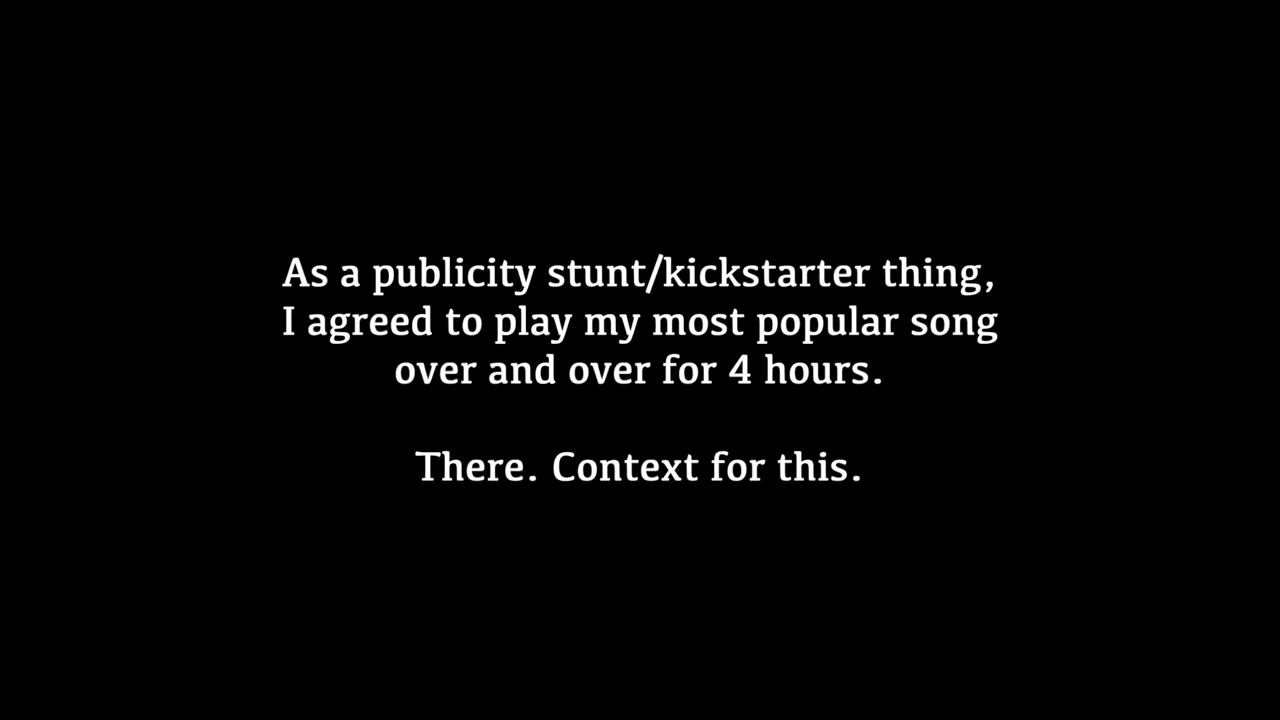 As a publicity stunt/kickstarter thing,
I agreed to play my most popular song
over and over for 4 hours.
There. Context for this.